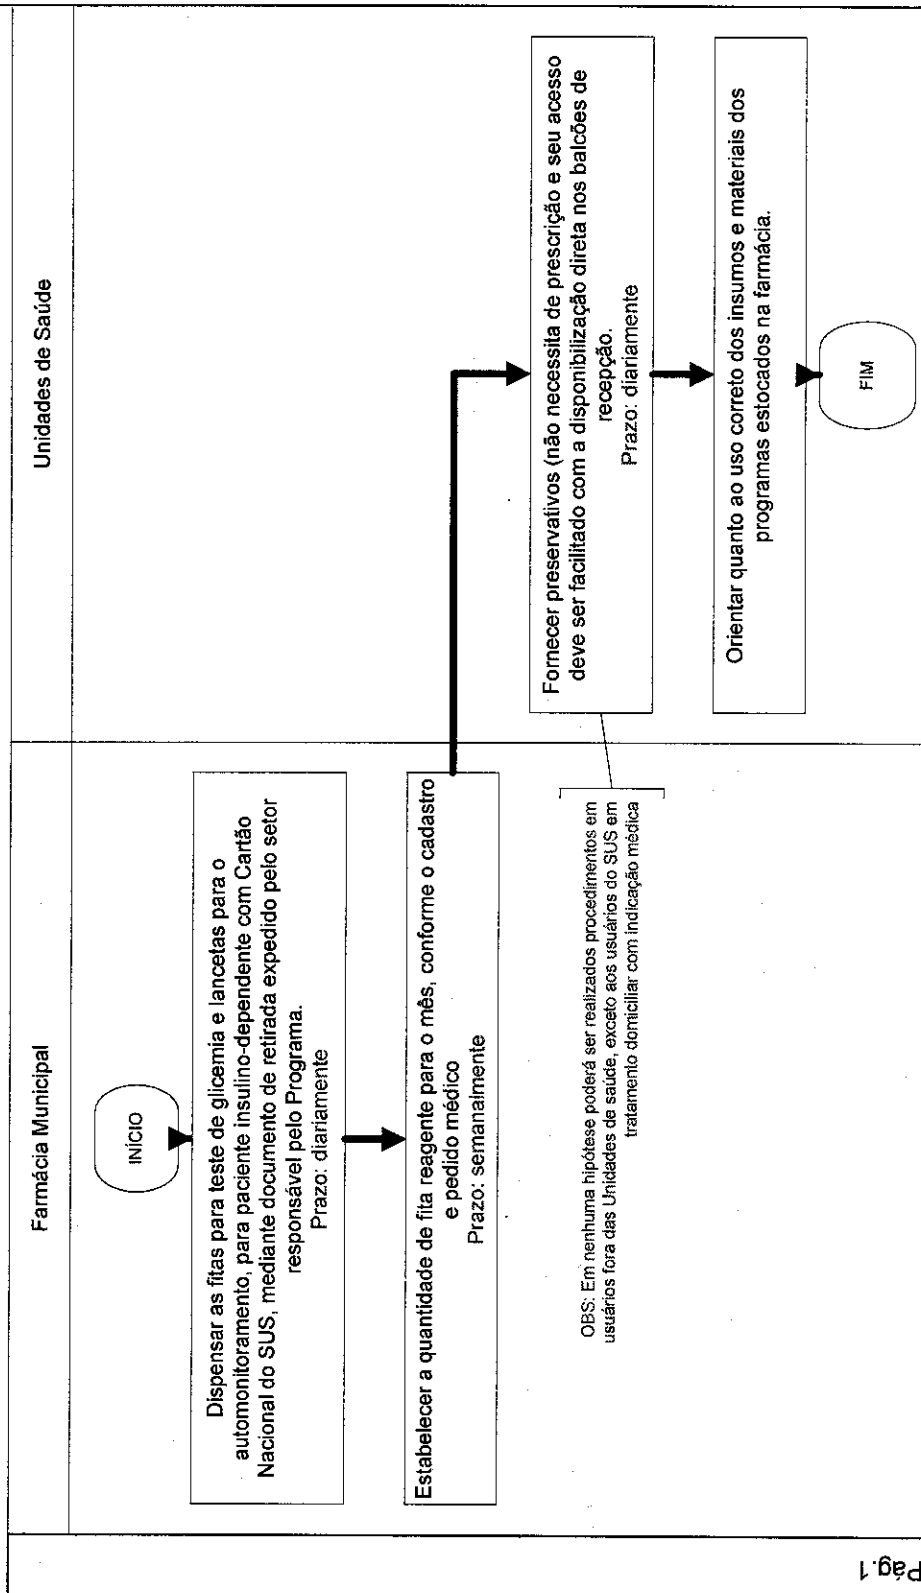 Farmácia Municipal
Unidades de Saúde
INÍCIO
Dispensar as fitas para teste de glicemia e lancetas para o
automonitoramento, para paciente insulino-dependente com Cartão
Nacional do SUS, mediante documento de retirada expedido pelo setor
responsável pelo Programa.
Prazo: diariamente
Estabelecer a quantidade de fita reagente para o mês, conforme o cadastro
e pedido médico
Prazo: semanalmente
OBS: Em nenhuma hipótese poderá ser realizados procedimentos em
usuários fora das Unidades de saúde, exceto aos usuários do SUS em
tratamento domiciliar com indicação médica
Fornecer preservativos (não necessita de prescrição e seu acesso
deve ser facilitado com a disponibilização direta nos balcões de
recepção.
Prazo: diariamente
Orientar quanto ao uso correto dos insumos e materiais dos
programas estocados na farmácia.
FIM
Pág.1